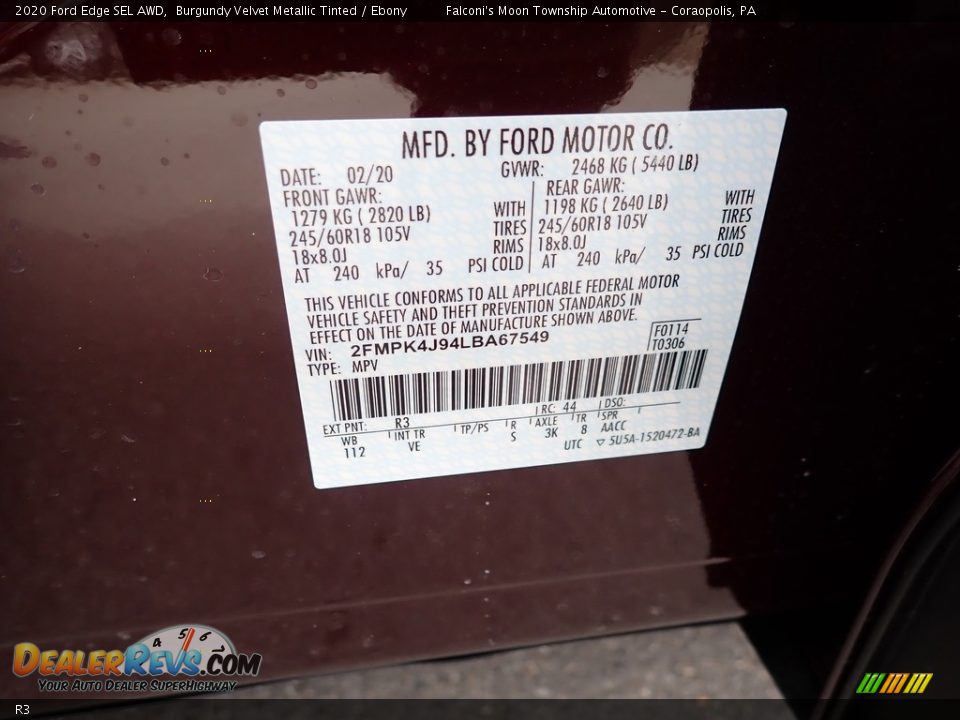 2020 Ford Edge SEL AWD, Burgundy Velvet Metallic Tinted / Ebony Falconi's Moon Township Automotive - Coraopolis, PA
MFD. BY FORD MOTOR CO.
DATE: 02/20 GVWR: 2468 KG ( 5440 LB)
FRONT GAWR: REAR GAWR:
1279 KG ( 2820 LB) WITH 1198 KG ( 2640 LB) WITH
245/60R18 105V TIRES 245/60R18 105V TIRES
18x8.0J RIMS 18x8.0J RIMS
AT 240 kPa/ 35 PSI COLD AT 240 kPa/ 35 PSI COLD
THIS VEHICLE CONFORMS TO ALL APPLICABLE FEDERAL MOTOR
VEHICLE SAFETY AND THEFT PREVENTION STANDARDS IN
EFFECT ON THE DATE OF MANUFACTURE SHOWN ABOVE.
VIN: 2FMPK4J94LBA67549 F0114
TYPE: MPV T0306
EXT PNT: R3 RC: 44 DSO:
WB INT TR TP/PS R AXLE TR SPR
112 VE S 3K 8 AACC
UTC ▽ 5U5A-1520472-BA
4 5 6
DealerRevs.com
Your Auto Dealer SuperHighway
R3